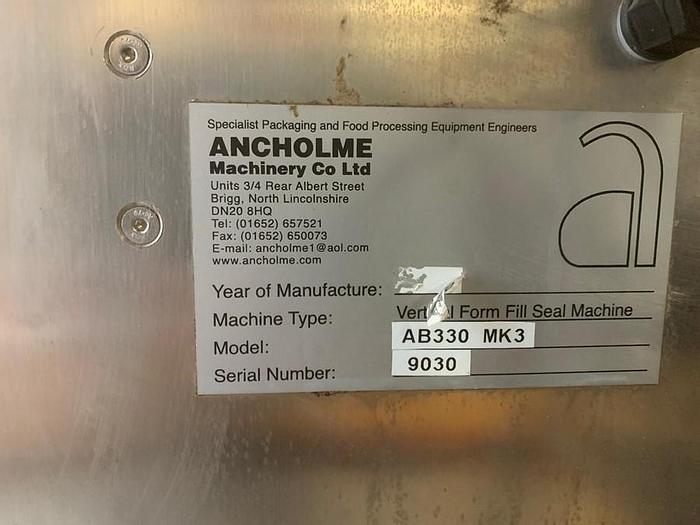 Specialist Packaging and Food Processing Equipment Engineers
ANCHOLME
Machinery Co Ltd
Units 3/4 Rear Albert Street
Brigg, North Lincolnshire
DN20 8HQ
Tel: (01652) 657521
Fax: (01652) 650073
E-mail: ancholme1@aol.com
www.ancholme.com
a
Year of Manufacture:
Machine Type: Vertical Form Fill Seal Machine
Model: AB330 MK3
Serial Number: 9030